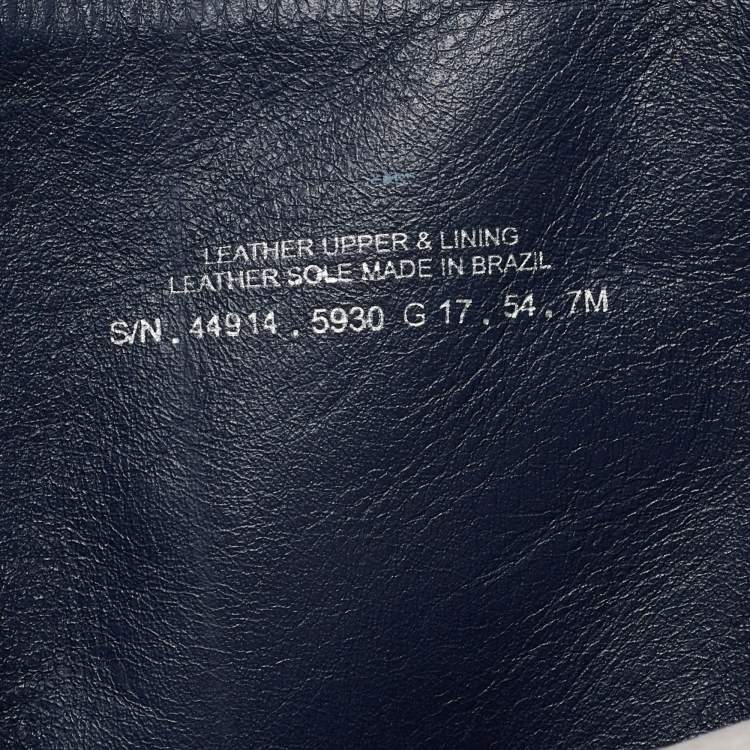 LEATHER UPPER & LINING
LEATHER SOLE MADE IN BRAZIL
S/N . 44914 . 5930 G 17 . 54 . 7M